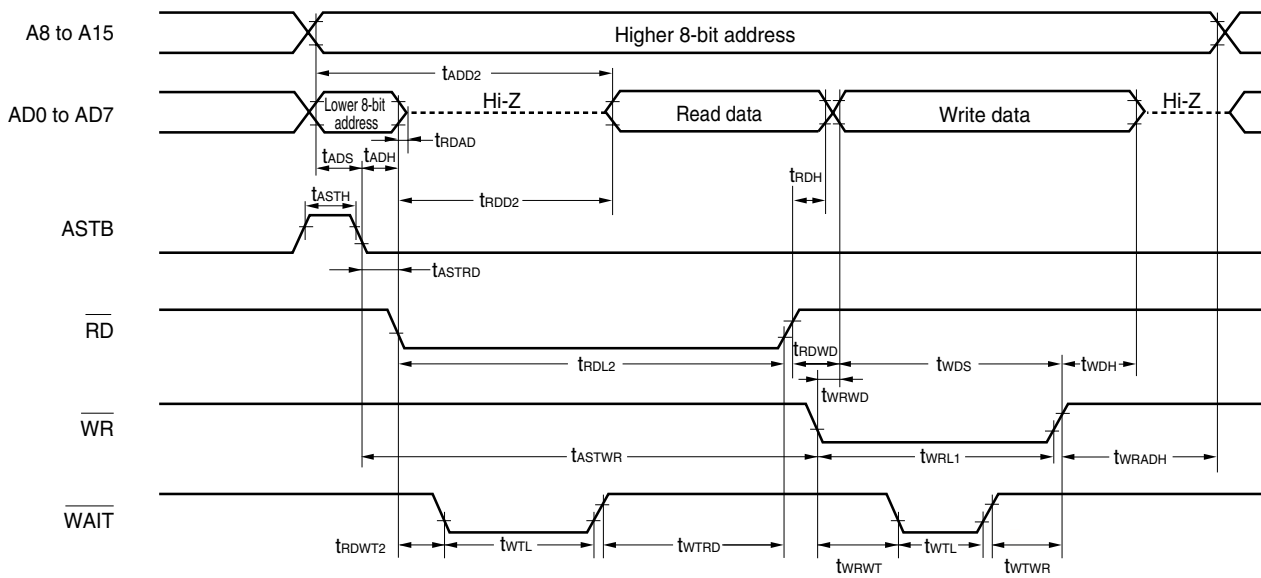 A8 to A15
Higher 8-bit address
tADD2
AD0 to AD7
Lower 8-bit
address
Hi-Z
Read data
Write data
Hi-Z
tRDAD
tADS
tADH
tRDH
tASTH
tRDD2
ASTB
tASTRD
RD
tRDL2
tRDWD
tWDS
tWDH
tWRWD
WR
tASTWR
tWRL1
tWRADH
WAIT
tRDWT2
tWTL
tWTRD
tWRWT
tWTL
tWTWR